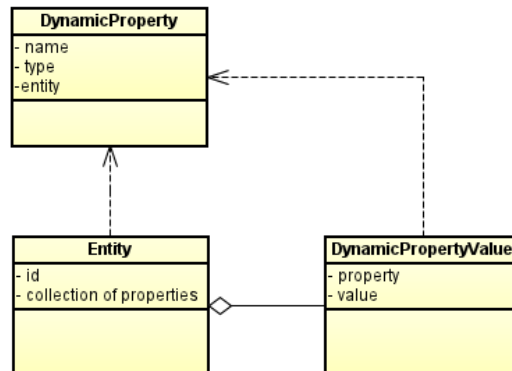 DynamicProperty
- name
- type
-entity
Entity
- id
- collection of properties
DynamicPropertyValue
- property
- value